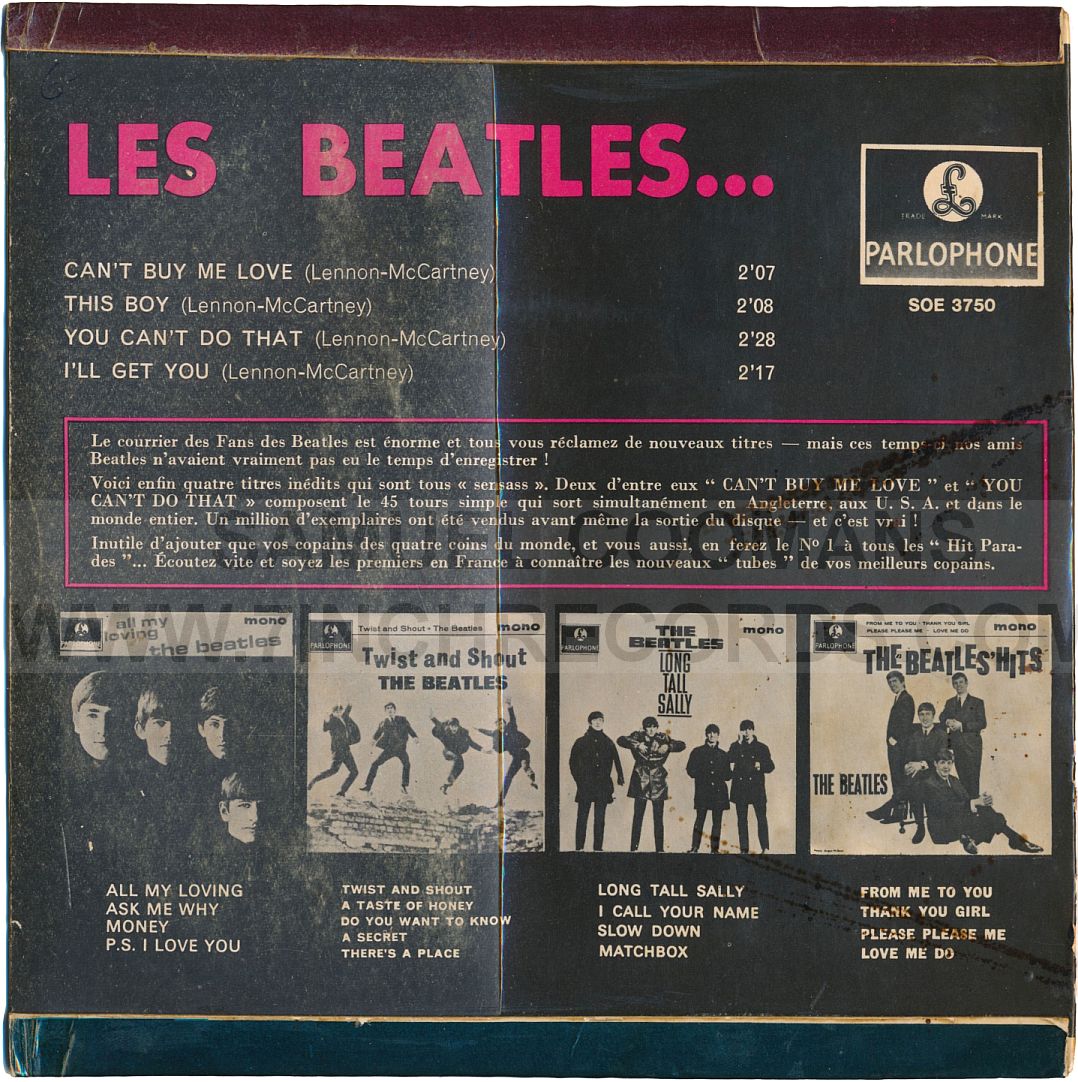 LES BEATLES...
TRADE MARK
PARLOPHONE
SOE 3750
CAN'T BUY ME LOVE (Lennon-McCartney) 2'07
THIS BOY (Lennon-McCartney) 2'08
YOU CAN'T DO THAT (Lennon-McCartney) 2'28
I'LL GET YOU (Lennon-McCartney) 2'17
Le courrier des Fans des Beatles est énorme et tous vous réclamez de nouveaux titres — mais ces temps-ci nos amis
Beatles n'avaient vraiment pas eu le temps d'enregistrer !
Voici enfin quatre titres inédits qui sont tous « sensass ». Deux d'entre eux “ CAN'T BUY ME LOVE ” et “ YOU
CAN'T DO THAT » composent le 45 tours simple qui sort simultanément en Angleterre, aux U. S. A. et dans le
monde entier. Un million d'exemplaires ont été vendus avant même la sortie du disque — et c'est vrai !
Inutile d'ajouter que vos copains des quatre coins du monde, et vous aussi, en ferez le Nº 1 à tous les “ Hit Para-
des ”... Écoutez vite et soyez les premiers en France à connaître les nouveaux “ tubes ” de vos meilleurs copains.
SAMUEL COOMANS
WWW.TINCUPRECORDS.COM
all my loving
the beatles
mono
PARLOPHONE
Twist and Shout • The Beatles
mono
Twist and Shout
THE BEATLES
PARLOPHONE
THE BEATLES
mono
LONG
TALL
SALLY
PARLOPHONE
FROM ME TO YOU • THANK YOU GIRL
PLEASE PLEASE ME • LOVE ME DO
mono
THE BEATLES' HITS
THE BEATLES
ALL MY LOVING
ASK ME WHY
MONEY
P.S. I LOVE YOU
TWIST AND SHOUT
A TASTE OF HONEY
DO YOU WANT TO KNOW
A SECRET
THERE'S A PLACE
LONG TALL SALLY
I CALL YOUR NAME
SLOW DOWN
MATCHBOX
FROM ME TO YOU
THANK YOU GIRL
PLEASE PLEASE ME
LOVE ME DO